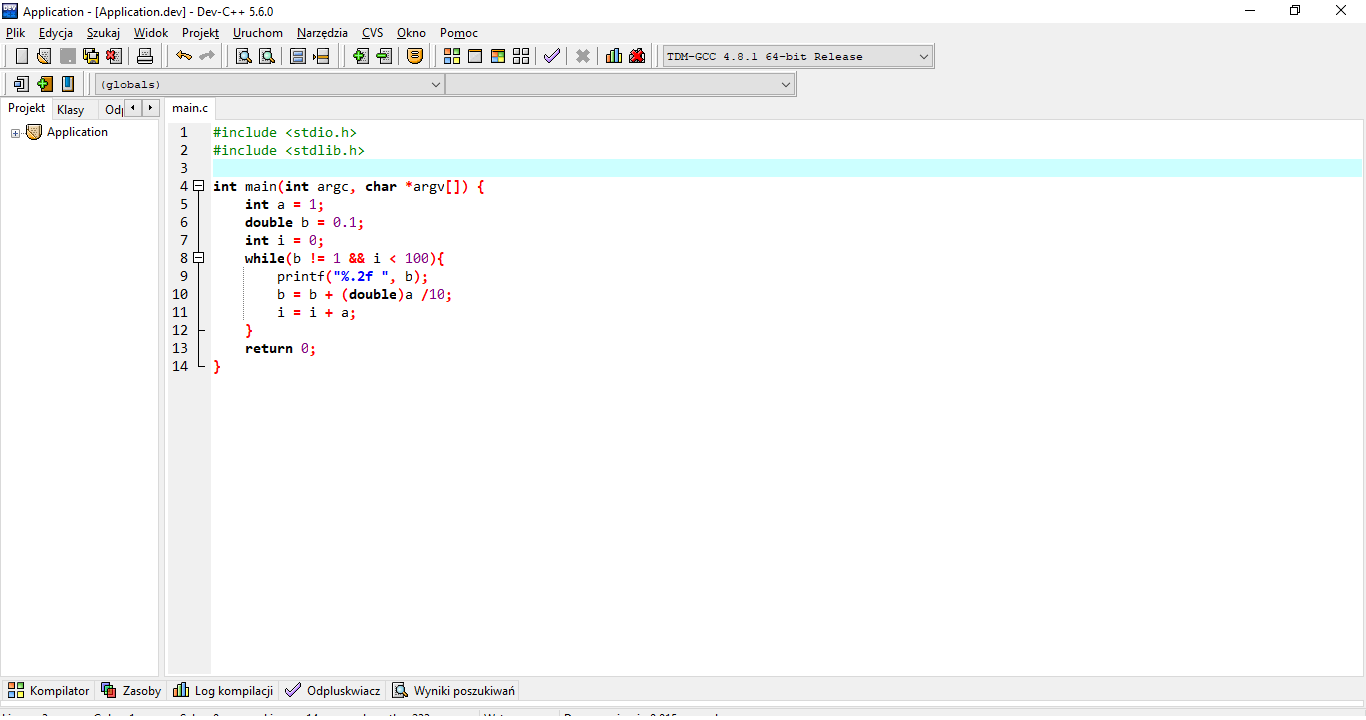 Application - [Application.dev] - Dev-C++ 5.6.0
Plik Edycja Szukaj Widok Projekt Uruchom Narzędzia CVS Okno Pomoc
TDM-GCC 4.8.1 64-bit Release
(globals)
Projekt Klasy Odp main.c
Application
1 #include <stdio.h>
2 #include <stdlib.h>
3
4 int main(int argc, char *argv[]) {
5 int a = 1;
6 double b = 0.1;
7 int i = 0;
8 while(b != 1 && i < 100){
9 printf("%.2f ", b);
10 b = b + (double)a /10;
11 i = i + a;
12 }
13 return 0;
14 }
Kompilator Zasoby Log kompilacji Odpluskwiacz Wyniki poszukiwań